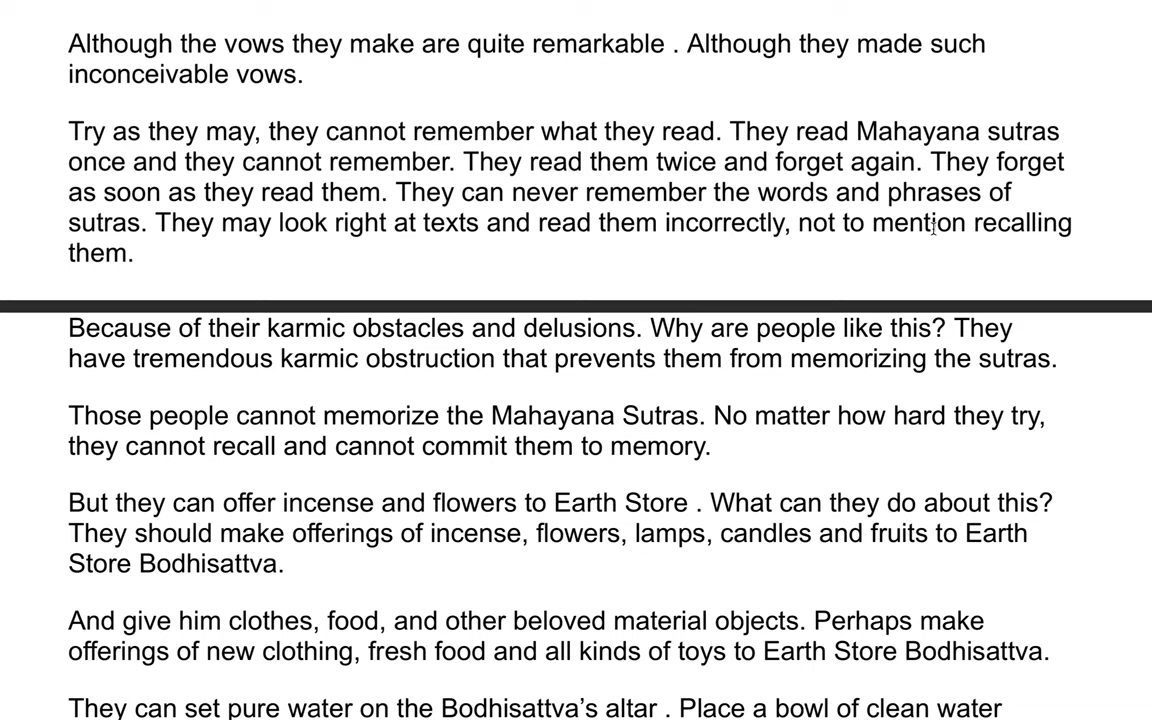 Although the vows they make are quite remarkable . Although they made such
inconceivable vows.
Try as they may, they cannot remember what they read. They read Mahayana sutras
once and they cannot remember. They read them twice and forget again. They forget
as soon as they read them. They can never remember the words and phrases of
sutras. They may look right at texts and read them incorrectly, not to mention recalling
them.
Because of their karmic obstacles and delusions. Why are people like this? They
have tremendous karmic obstruction that prevents them from memorizing the sutras.
Those people cannot memorize the Mahayana Sutras. No matter how hard they try,
they cannot recall and cannot commit them to memory.
But they can offer incense and flowers to Earth Store . What can they do about this?
They should make offerings of incense, flowers, lamps, candles and fruits to Earth
Store Bodhisattva.
And give him clothes, food, and other beloved material objects. Perhaps make
offerings of new clothing, fresh food and all kinds of toys to Earth Store Bodhisattva.
They can set pure water on the Bodhisattva’s altar . Place a bowl of clean water